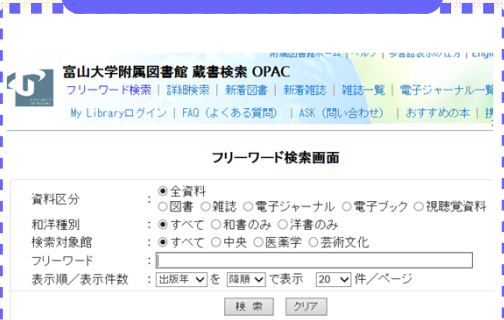 附属図書館ホーム | ヘルプ | 多言語表示の仕方 | Engl
富山大学附属図書館 蔵書検索 OPAC
フリーワード検索 | 詳細検索 | 新着図書 | 新着雑誌 | 雑誌一覧 | 電子ジャーナル一覧
My Libraryログイン | FAQ（よくある質問） | ASK（問い合わせ） | おすすめの本 |
フリーワード検索画面
資料区分 : ◉全資料
○図書 ○雑誌 ○電子ジャーナル ○電子ブック ○視聴覚資料
和洋種別 : ◉すべて ○和書のみ ○洋書のみ
検索対象館 : ◉すべて ○中央 ○医薬学 ○芸術文化
フリーワード :
表示順／表示件数 : 出版年 を 降順 で表示 20 件／ページ
検 索 クリア